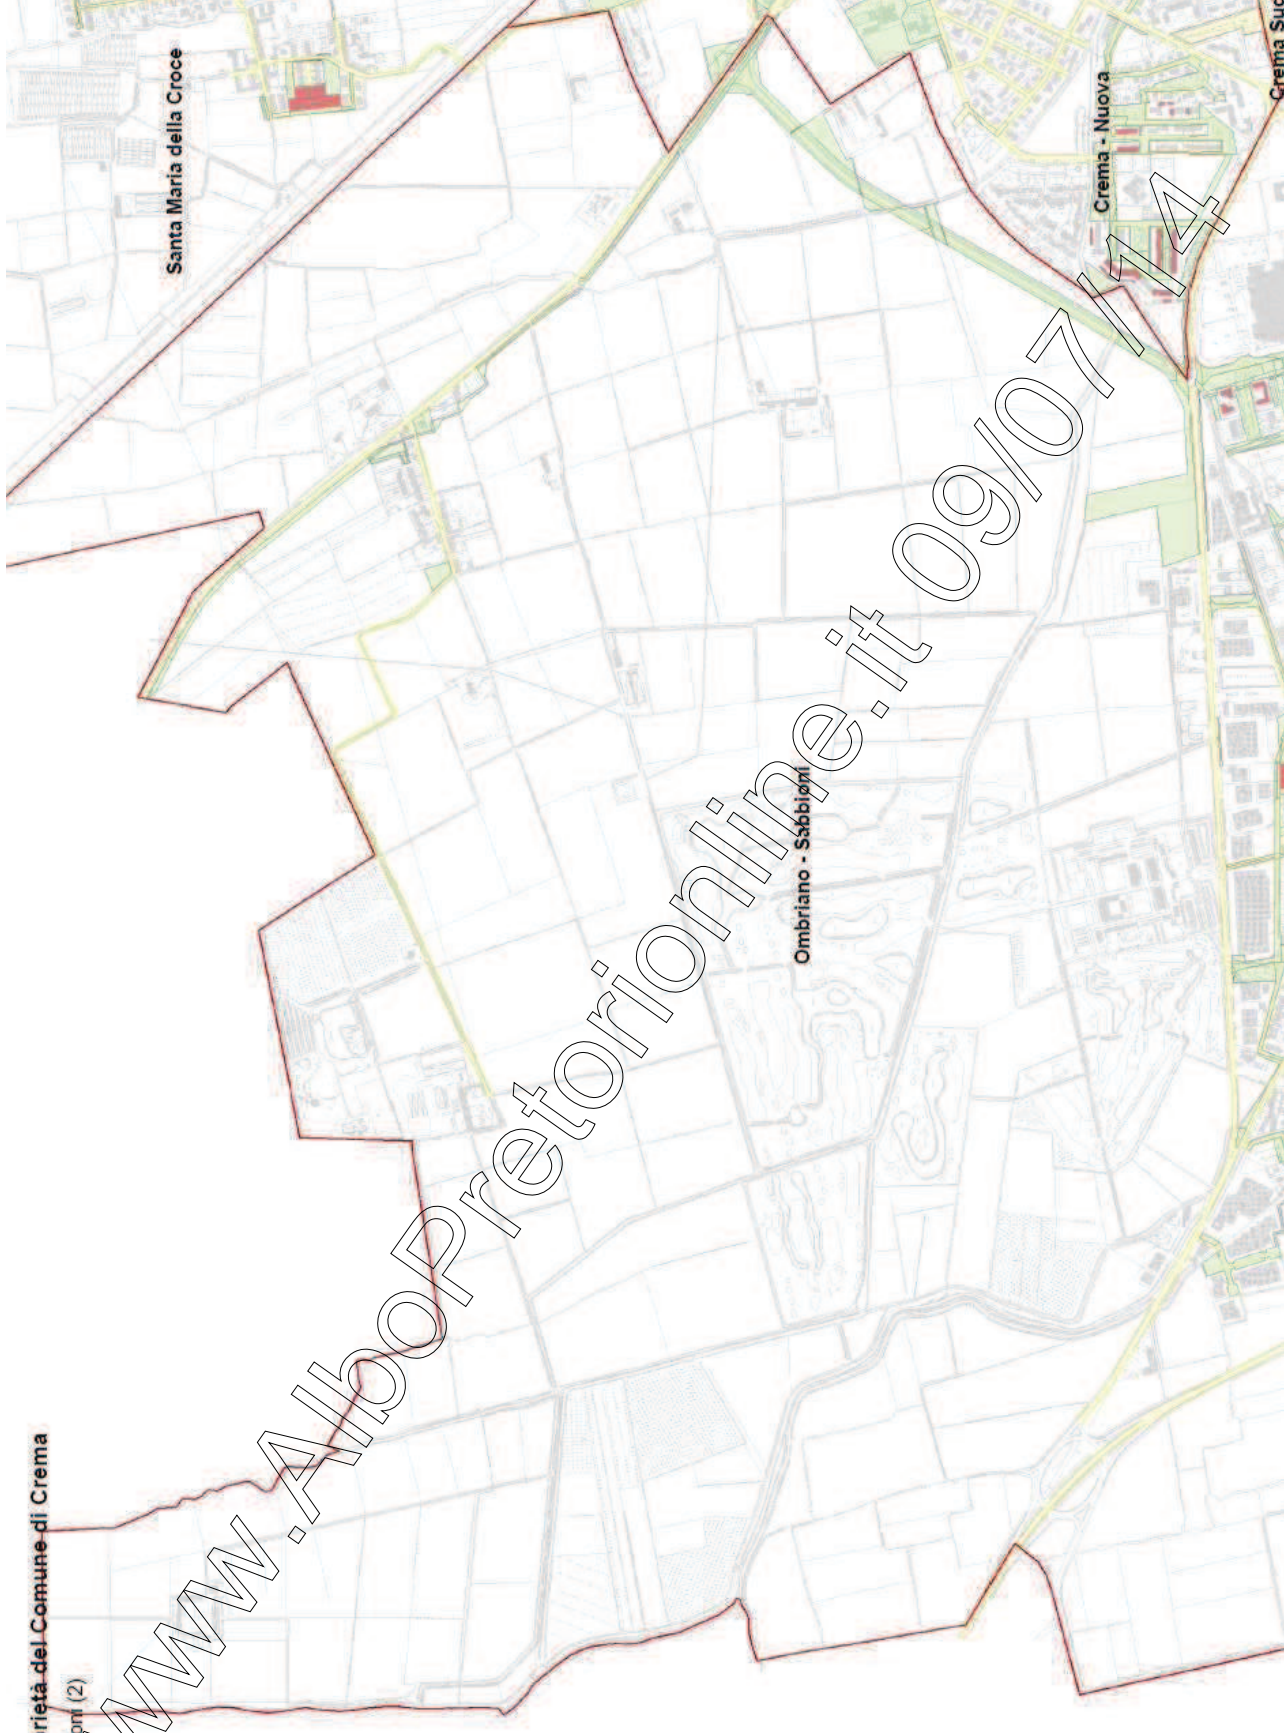 rietà del Comune di Crema
oni (2)
Santa Maria della Croce
Crema - Nuova
Crema Sud
Ombriano - Sabbioni
www.AlboPretorionline.it 09/07/14